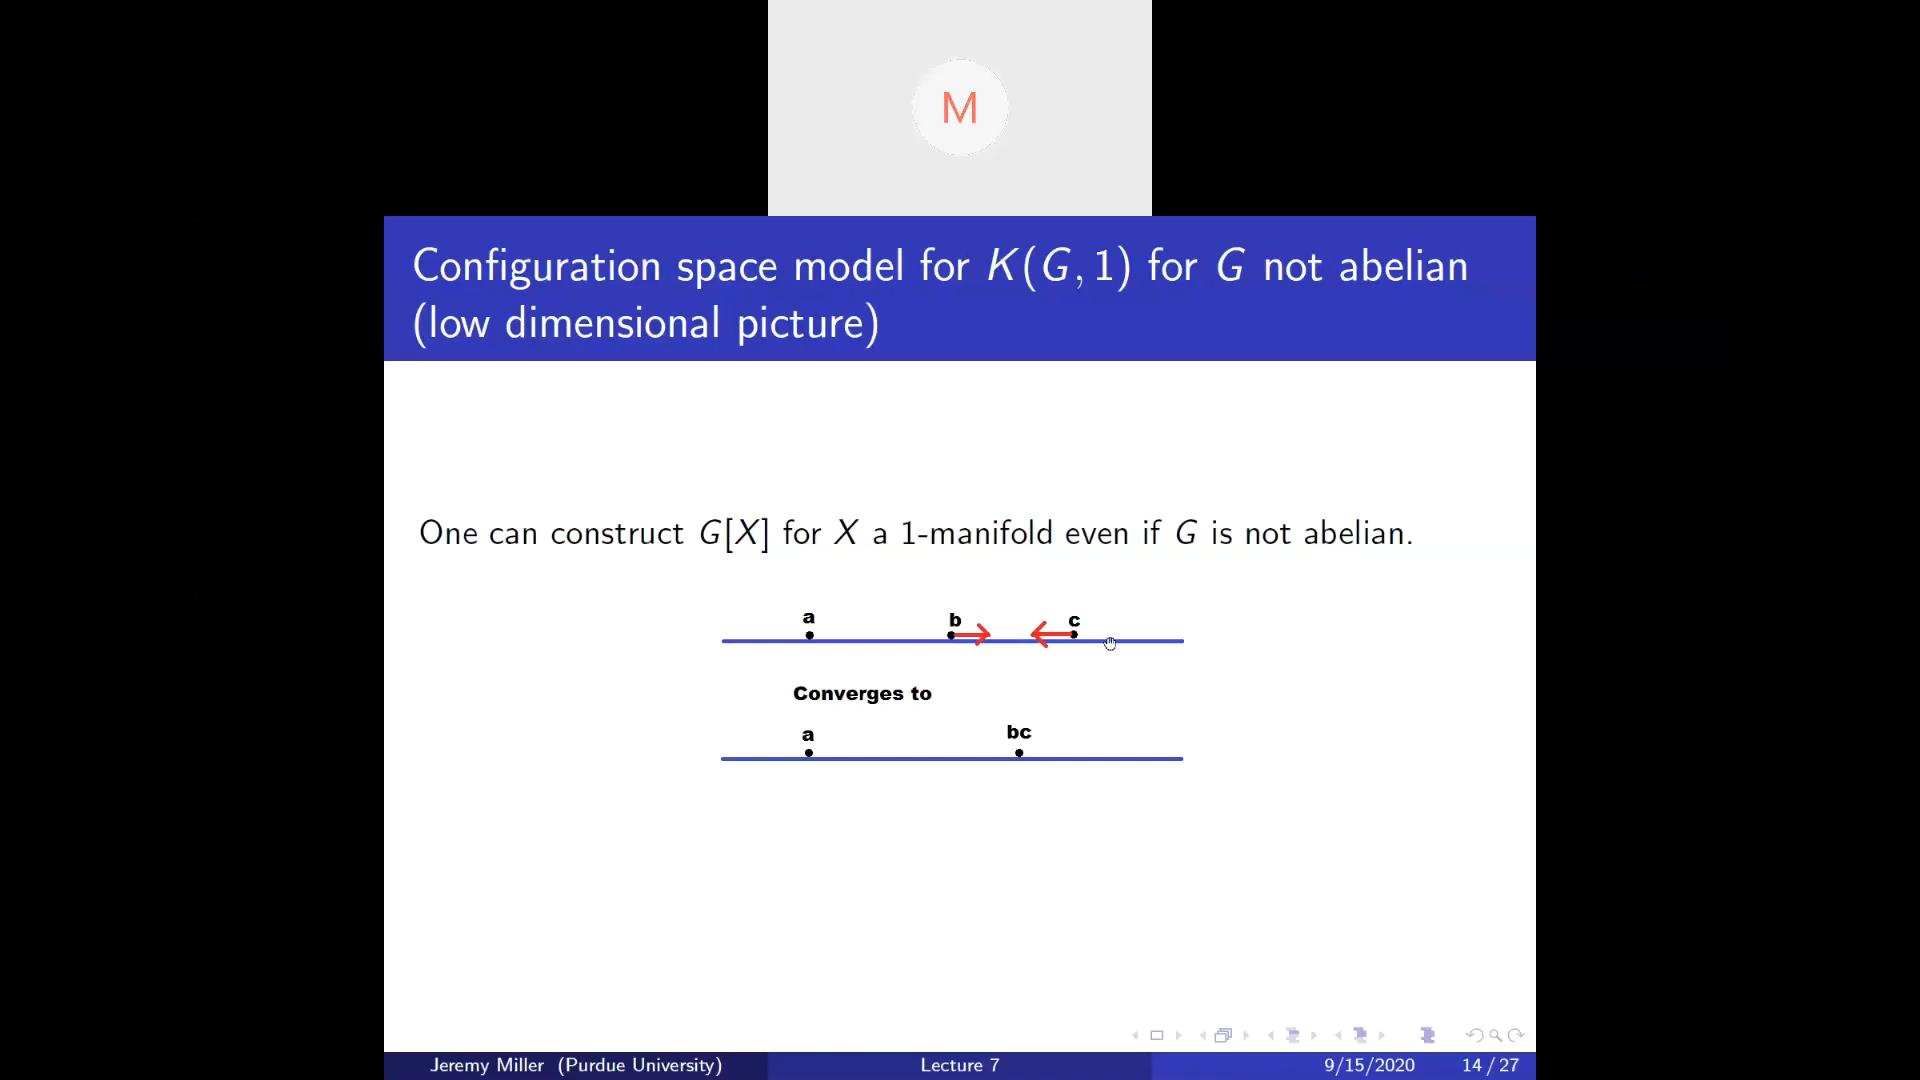 M
Configuration space model for K(G, 1) for G not abelian
(low dimensional picture)
One can construct G[X] for X a 1-manifold even if G is not abelian.
a b c
Converges to
a bc
Jeremy Miller (Purdue University) Lecture 7 9/15/2020 14 / 27